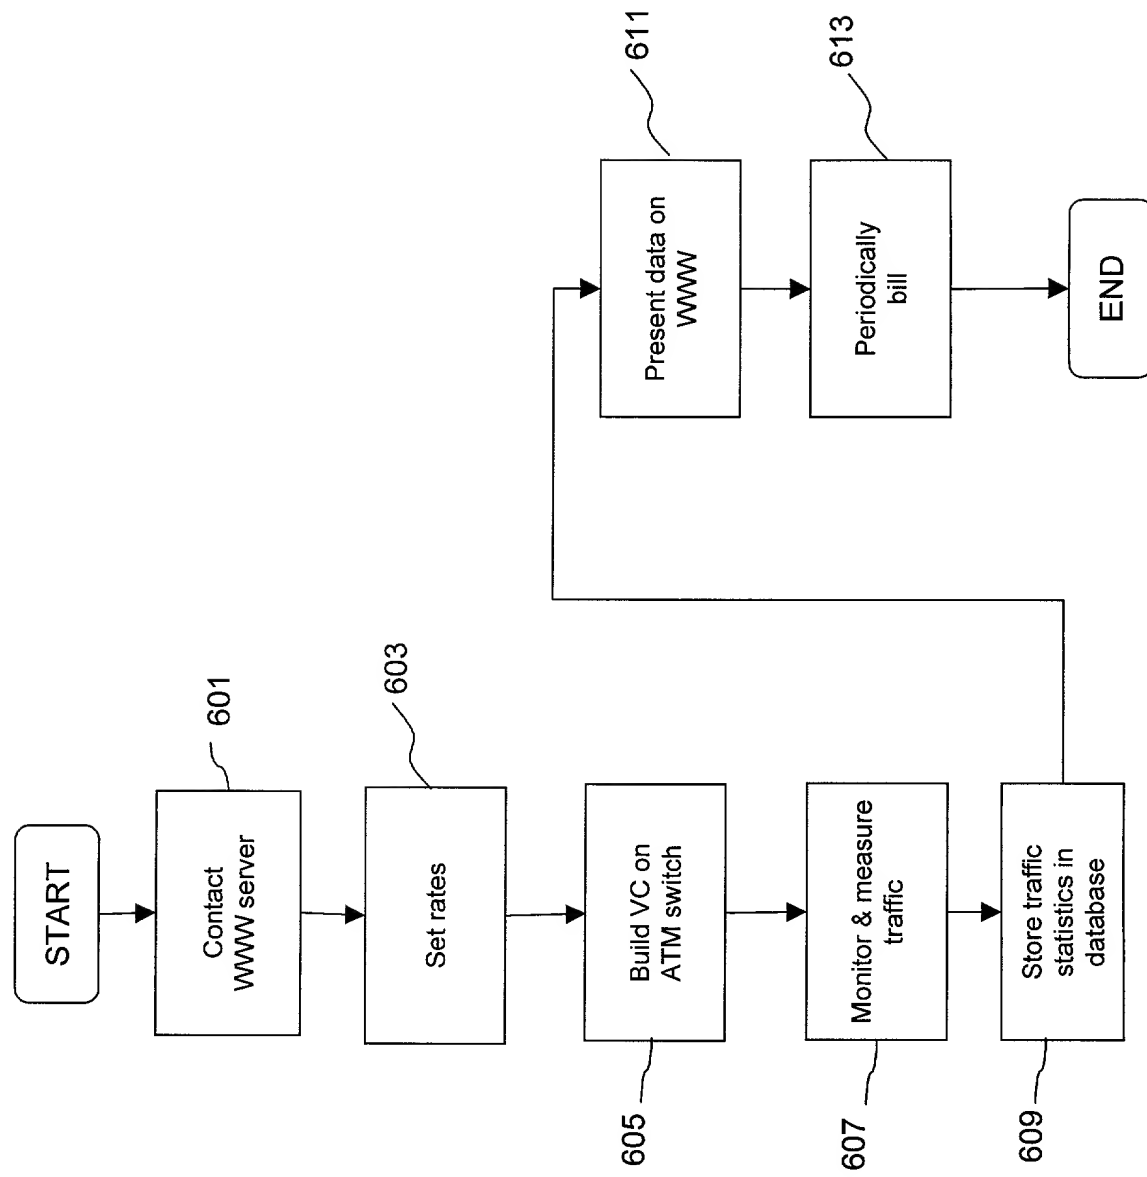 START
Contact
WWW server
601
Set rates
603
Build VC on
ATM switch
605
Monitor & measure
traffic
607
Store traffic
statistics in
database
609
Present data on
WWW
611
Periodically
bill
613
END